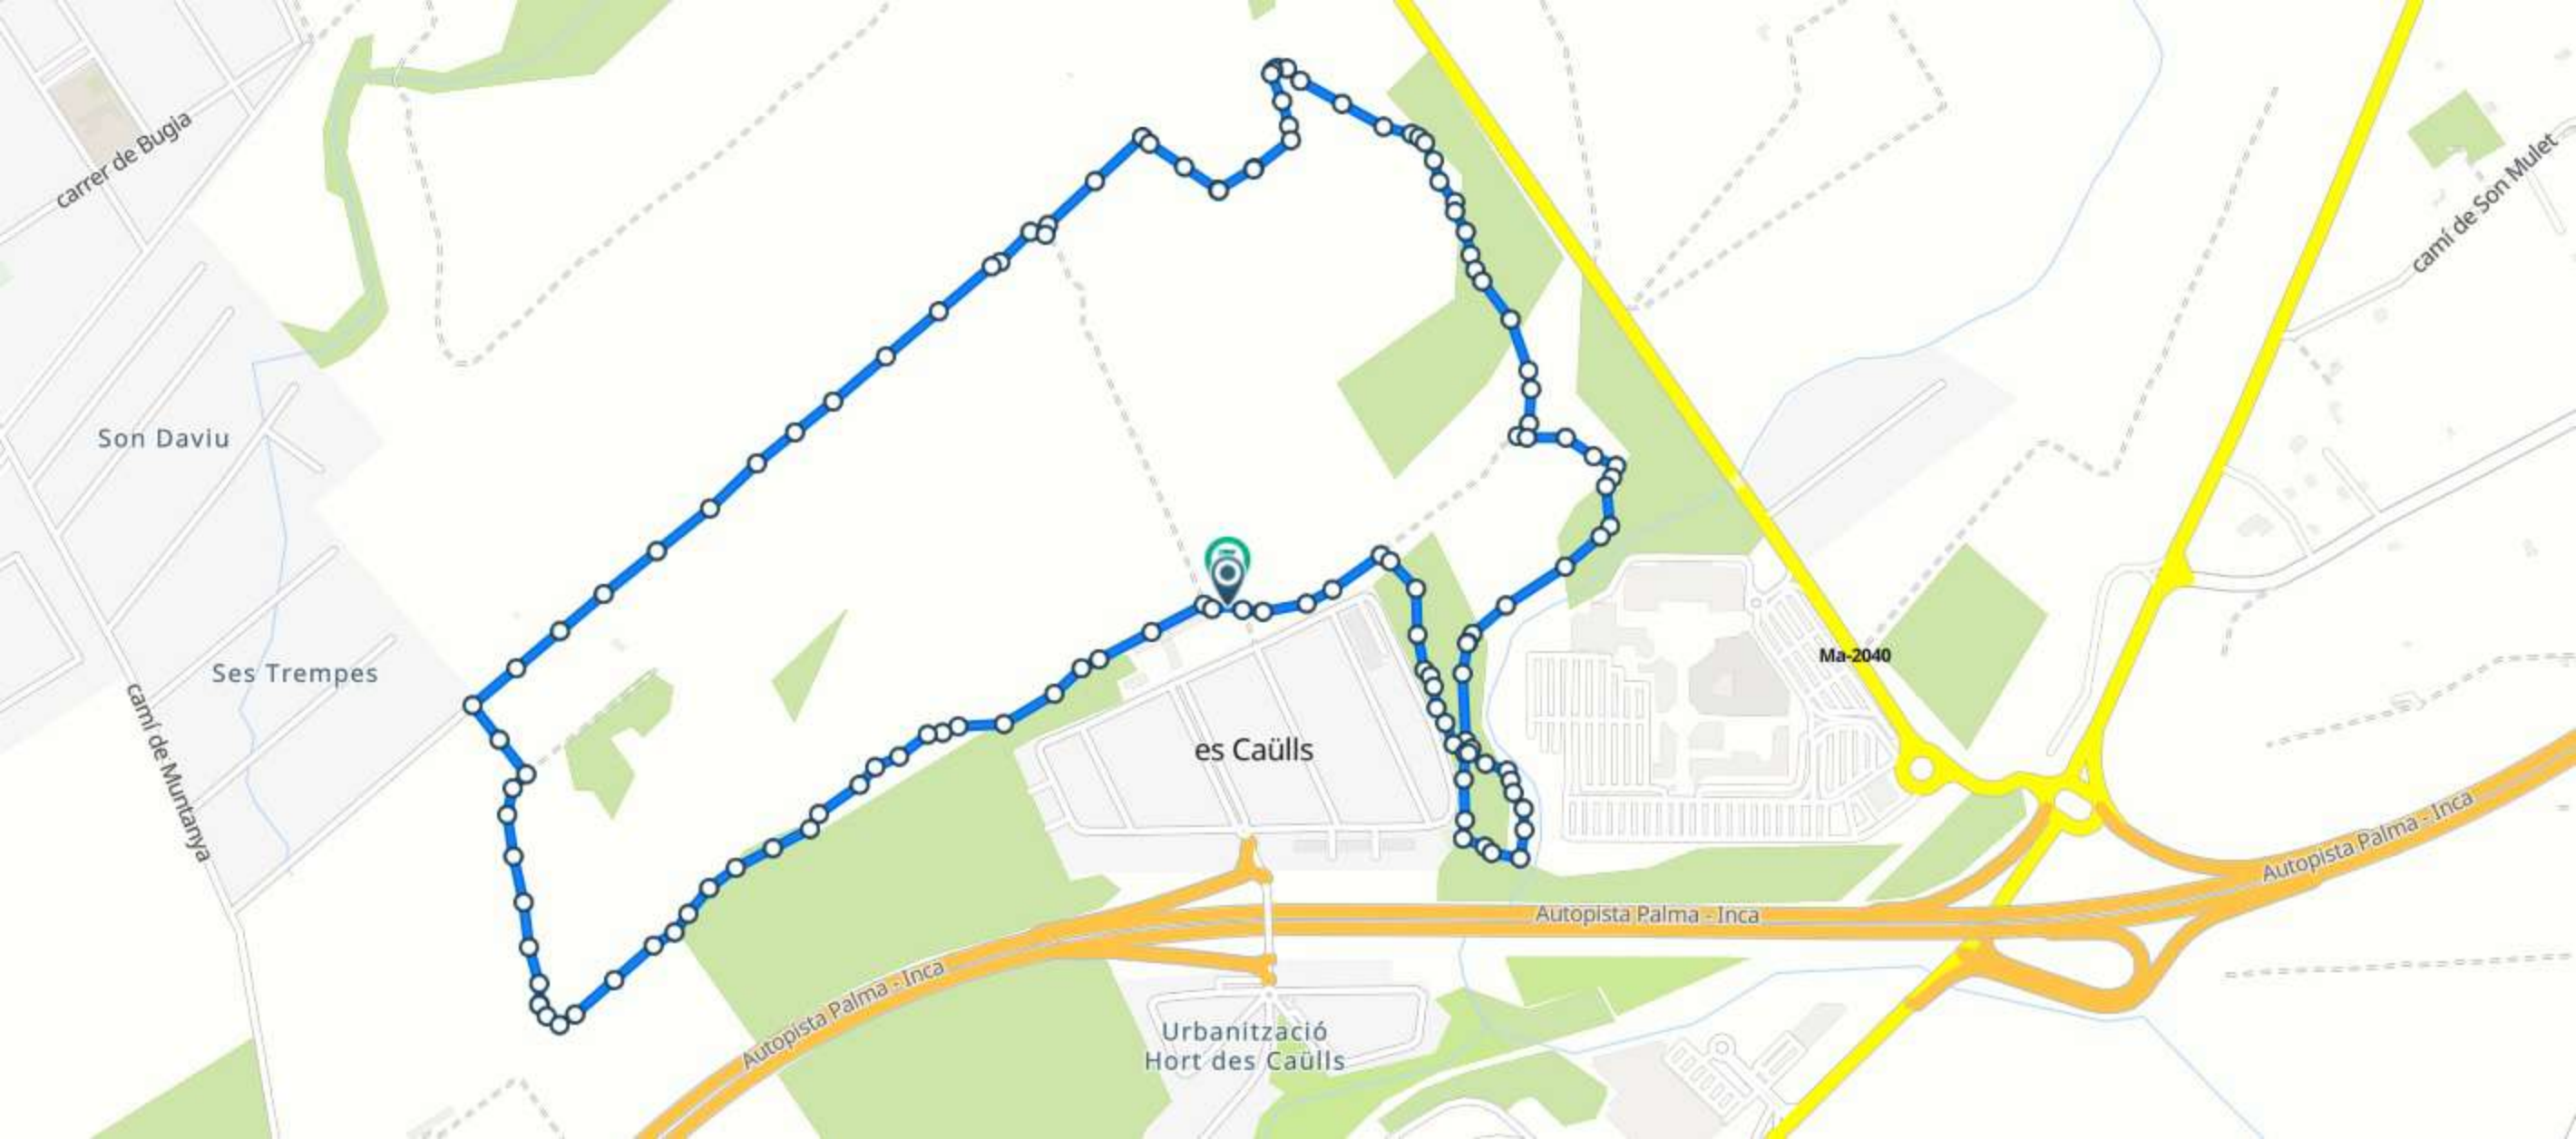 carrer de Bugia
camí de Son Mulet
Son Daviu
Ses Trempes
camí de Muntanya
Ma-2040
es Caülls
Autopista Palma - Inca
Autopista Palma - Inca
Autopista Palma - Inca
Urbanització
Hort des Caülls